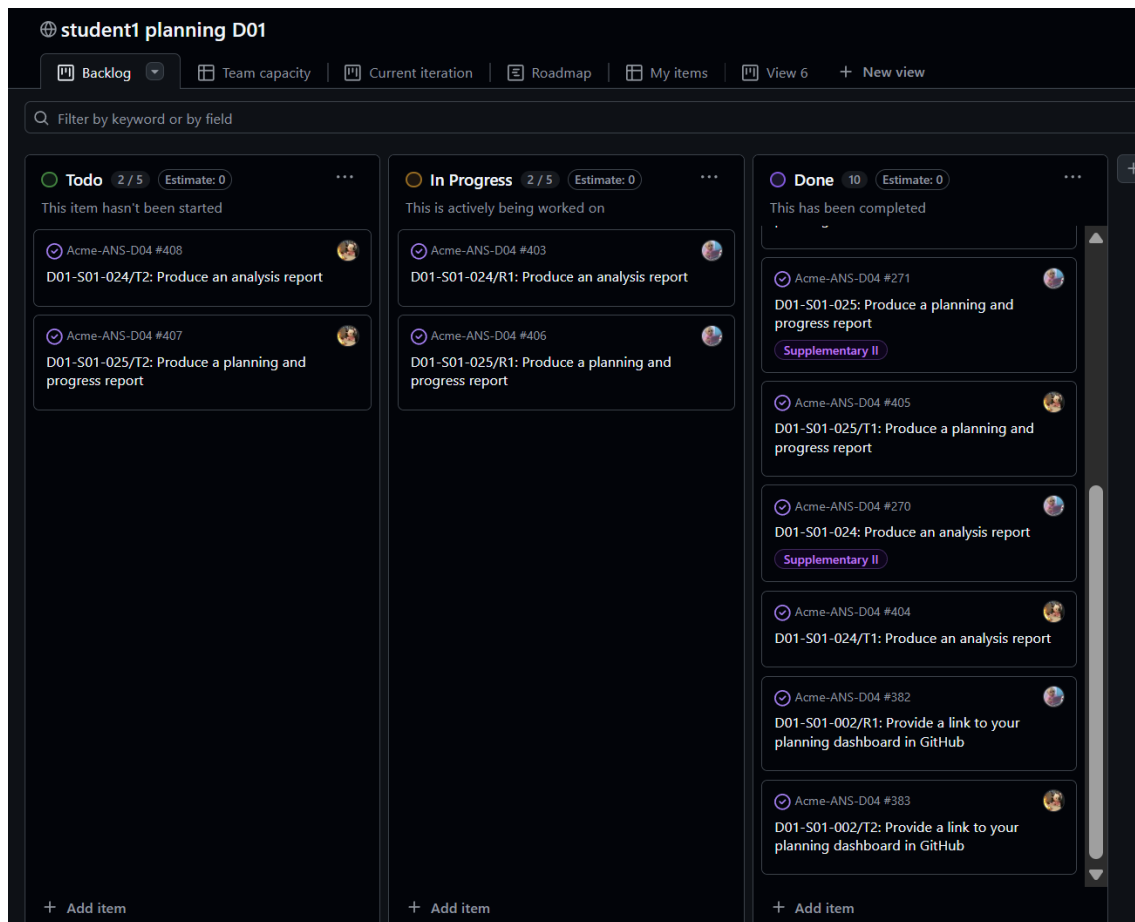 student1 planning D01
Backlog
Team capacity
Current iteration
Roadmap
My items
View 6
New view
Filter by keyword or by field
Todo 2 / 5 Estimate: 0
This item hasn't been started
Acme-ANS-D04 #408
D01-S01-024/T2: Produce an analysis report
Acme-ANS-D04 #407
D01-S01-025/T2: Produce a planning and
progress report
Add item
In Progress 2 / 5 Estimate: 0
This is actively being worked on
Acme-ANS-D04 #403
D01-S01-024/R1: Produce an analysis report
Acme-ANS-D04 #406
D01-S01-025/R1: Produce a planning and
progress report
Add item
Done 10 Estimate: 0
This has been completed
Acme-ANS-D04 #271
D01-S01-025: Produce a planning and
progress report
Supplementary II
Acme-ANS-D04 #405
D01-S01-025/T1: Produce a planning and
progress report
Acme-ANS-D04 #270
D01-S01-024: Produce an analysis report
Supplementary II
Acme-ANS-D04 #404
D01-S01-024/T1: Produce an analysis report
Acme-ANS-D04 #382
D01-S01-002/R1: Provide a link to your
planning dashboard in GitHub
Acme-ANS-D04 #383
D01-S01-002/T2: Provide a link to your
planning dashboard in GitHub
Add item